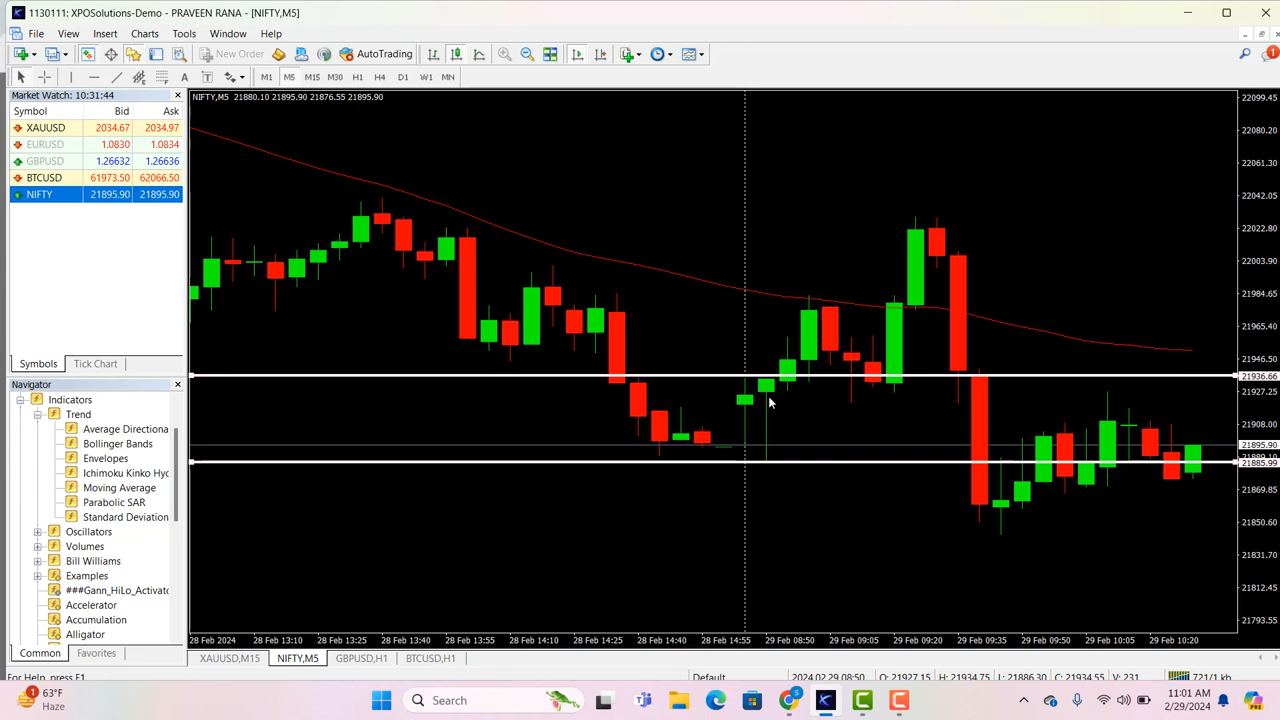 1130111: XPOSolutions-Demo - PRAVEEN RANA - [NIFTY,M5]
File View Insert Charts Tools Window Help
New Order AutoTrading
M1 M5 M15 M30 H1 H4 D1 W1 MN
Market Watch: 10:31:44
Symbol Bid Ask
XAUUSD 2034.67 2034.97
EURUSD 1.0830 1.0834
GBPUSD 1.26632 1.26636
BTCUSD 61973.50 62066.50
NIFTY 21895.90 21895.90
Symbols Tick Chart
Navigator
Indicators
Trend
Average Directiona
Bollinger Bands
Envelopes
Ichimoku Kinko Hyc
Moving Average
Parabolic SAR
Standard Deviation
Oscillators
Volumes
Bill Williams
Examples
###Gann_HiLo_Activato
Accelerator
Accumulation
Alligator
Common Favorites
NIFTY,M5 21880.10 21895.90 21876.55 21895.90
22099.45
22080.20
22061.30
22042.05
22022.80
22003.90
21984.65
21965.40
21946.50
21936.66
21927.25
21908.00
21895.90
21885.99
21869.85
21850.60
21831.70
21812.45
21793.55
28 Feb 2024 28 Feb 13:10 28 Feb 13:25 28 Feb 13:40 28 Feb 13:55 28 Feb 14:10 28 Feb 14:25 28 Feb 14:40 28 Feb 14:55 29 Feb 08:50 29 Feb 09:05 29 Feb 09:20 29 Feb 09:35 29 Feb 09:50 29 Feb 10:05 29 Feb 10:20
XAUUSD,M15 NIFTY,M5 GBPUSD,H1 BTCUSD,H1
For Help, press F1 Default 2024.02.29 08:50 O: 21927.15 H: 21934.75 L: 21886.30 C: 21934.55 V: 231 721/1 kb
1
63°F
Haze
Search
11:01 AM
2/29/2024